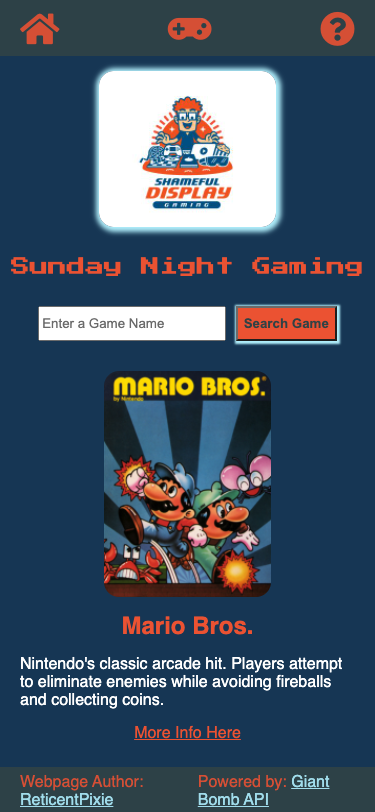 SHAMEFUL
DISPLAY
GAMING
Sunday Night Gaming
Enter a Game Name
Search Game
MARIO BROS.
by Nintendo
Mario Bros.
Nintendo's classic arcade hit. Players attempt
to eliminate enemies while avoiding fireballs
and collecting coins.
More Info Here
Webpage Author:
ReticentPixie
Powered by: Giant
Bomb API